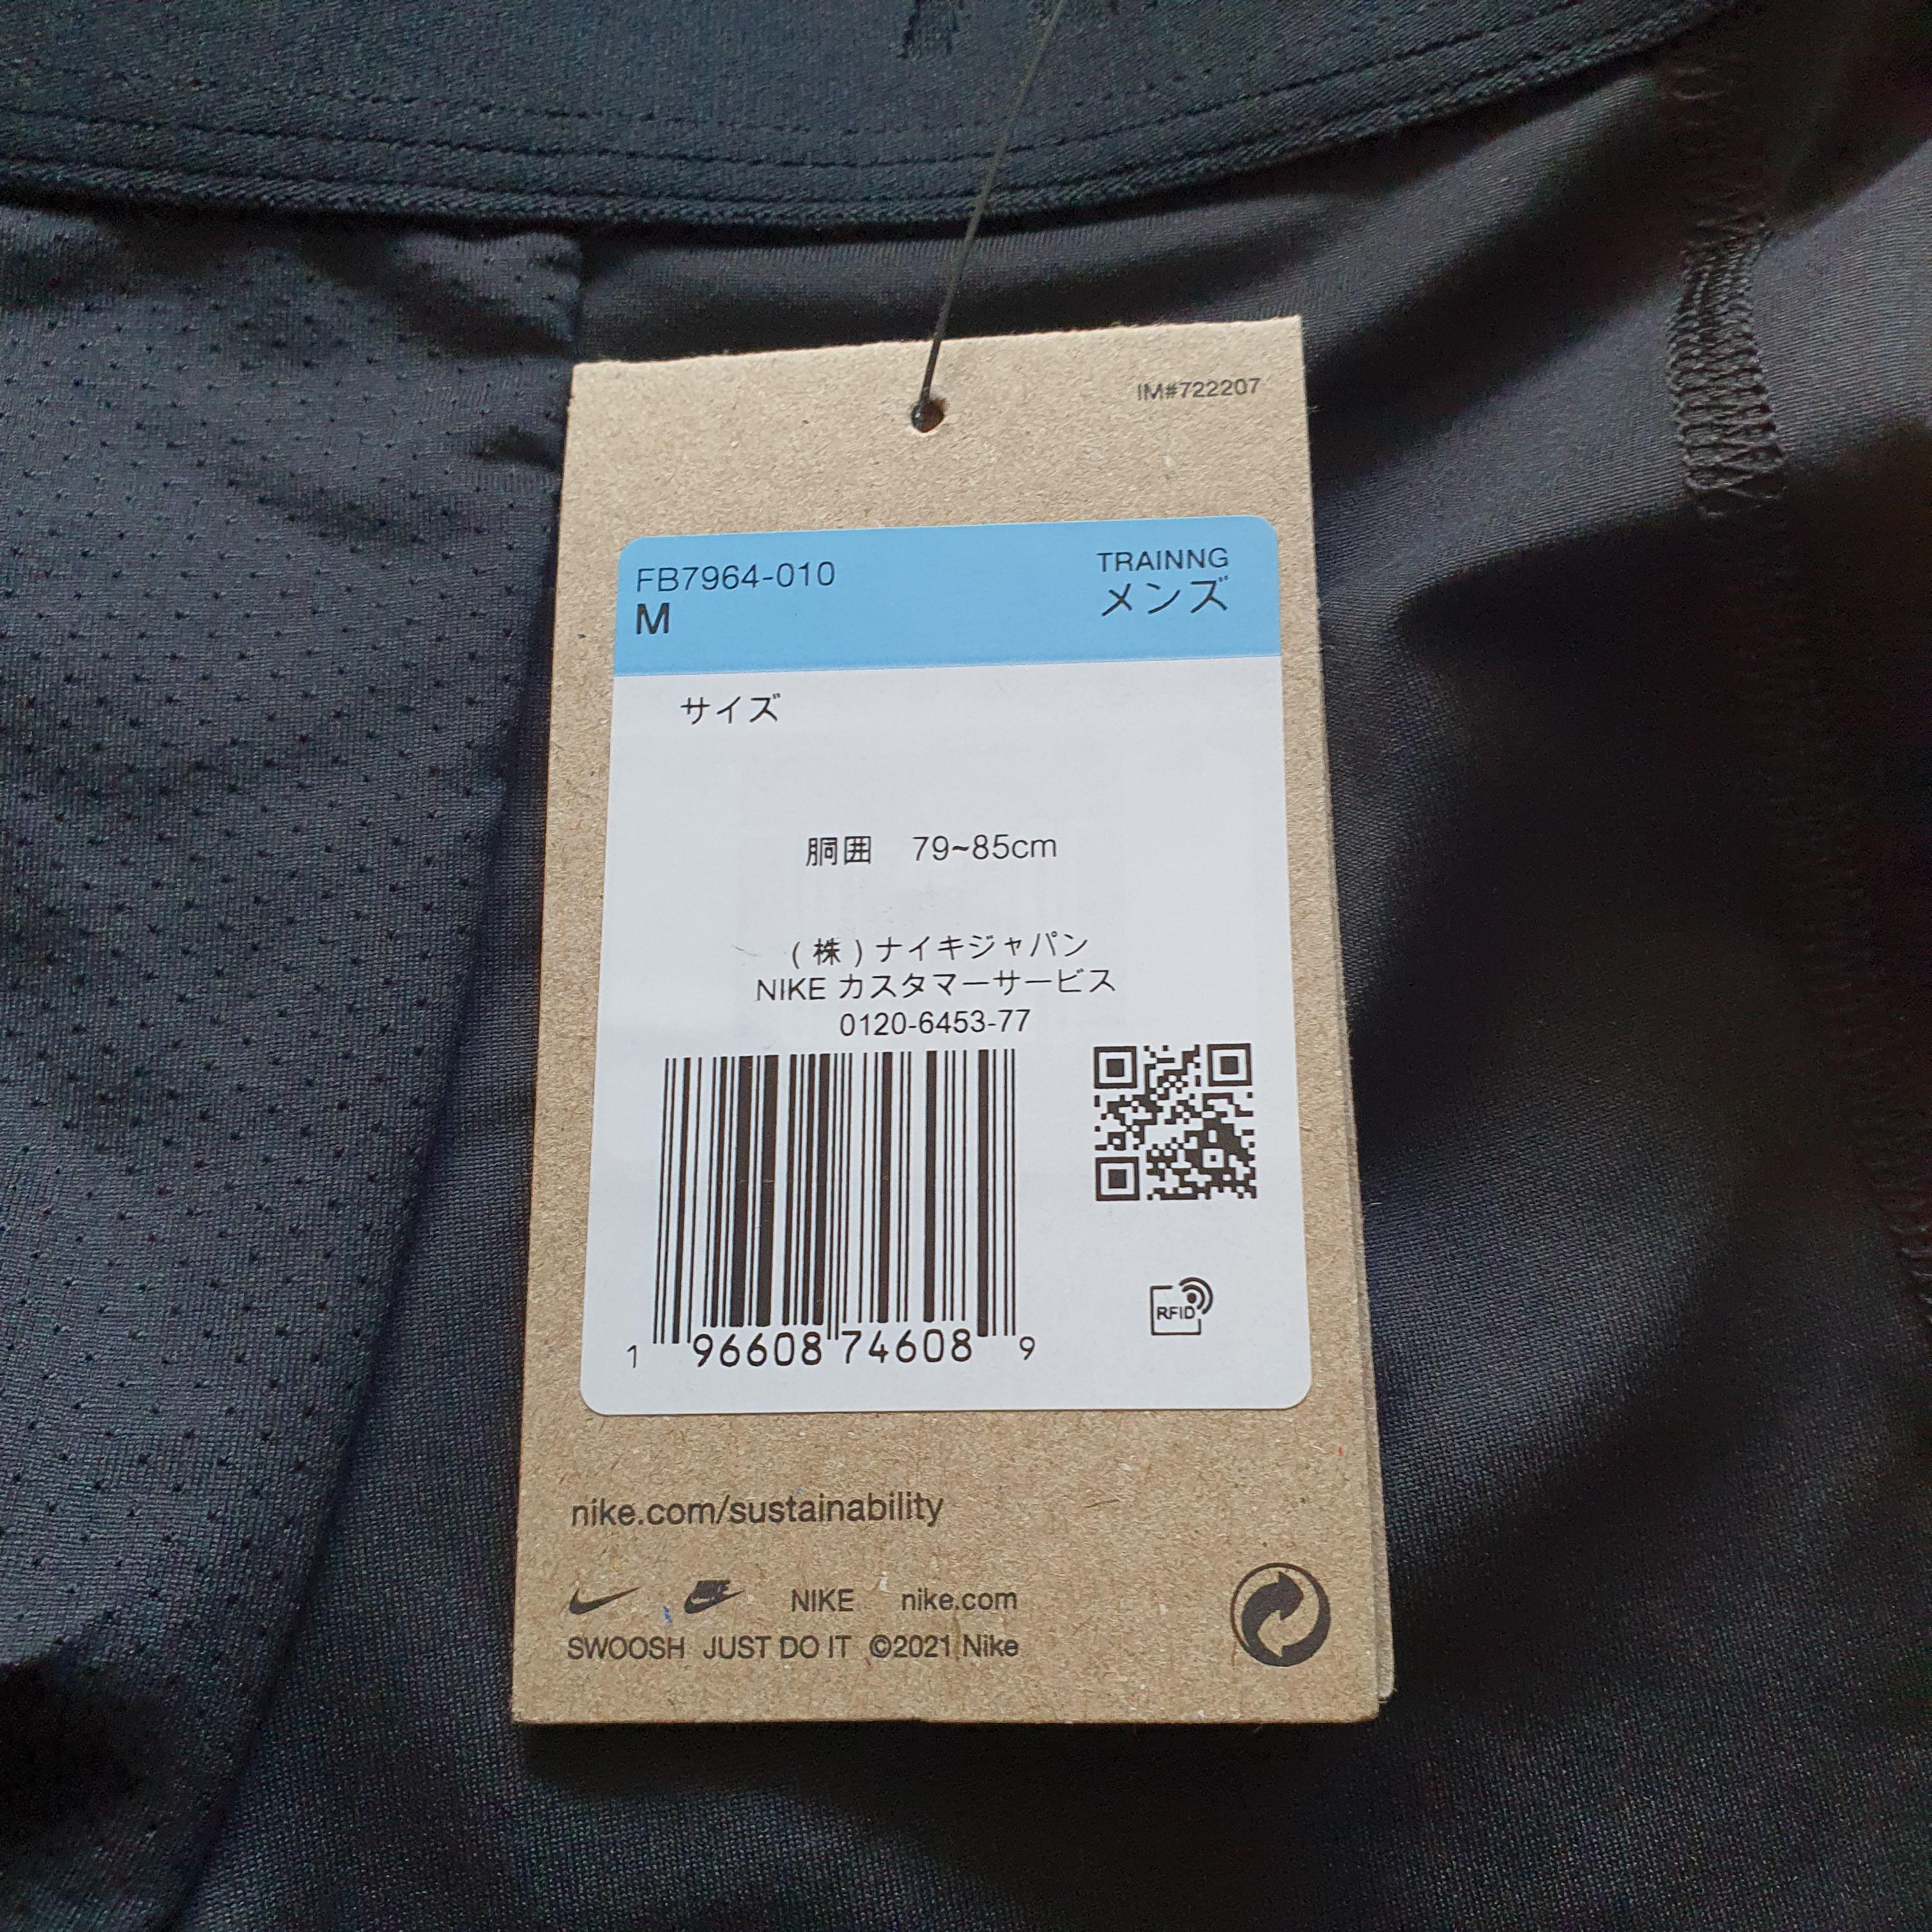 IM#722207
FB7964-010
TRAINNG
M
メンズ
サイズ
胴囲 79~85cm
(株)ナイキジャパン
NIKE カスタマーサービス
0120-6453-77
1 96608 74608 9
RFID
nike.com/sustainability
NIKE nike.com
SWOOSH JUST DO IT ©2021 Nike